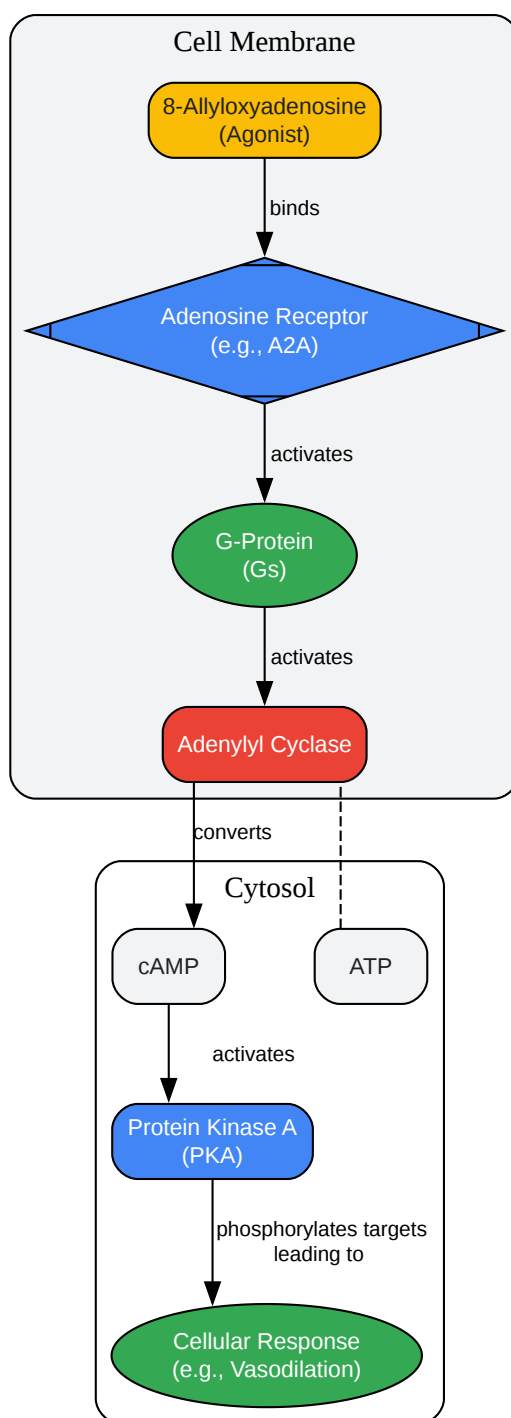 Cell Membrane
8-Allyloxyadenosine
(Agonist)
binds
Adenosine Receptor
(e.g., A2A)
activates
G-Protein
(Gs)
activates
Adenylyl Cyclase
converts
Cytosol
cAMP
ATP
activates
Protein Kinase A
(PKA)
phosphorylates targets
leading to
Cellular Response
(e.g., Vasodilation)